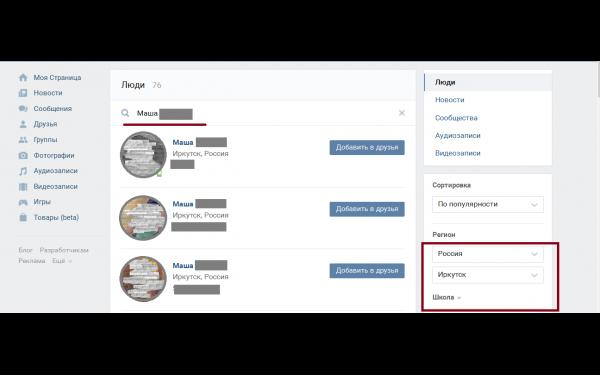 Моя Страница
Новости
Сообщения
Друзья
Группы
Фотографии
Аудиозаписи
Видеозаписи
Игры
Товары (beta)
Блог Разработчикам
Реклама Ещё
Люди 76
Маша
Маша
Иркутск, Россия
Добавить в друзья
Маша
Иркутск, Россия
Добавить в друзья
Маша
Иркутск, Россия
Добавить в друзья
Люди
Новости
Сообщества
Аудиозаписи
Видеозаписи
Сортировка
По популярности
Регион
Россия
Иркутск
Школа